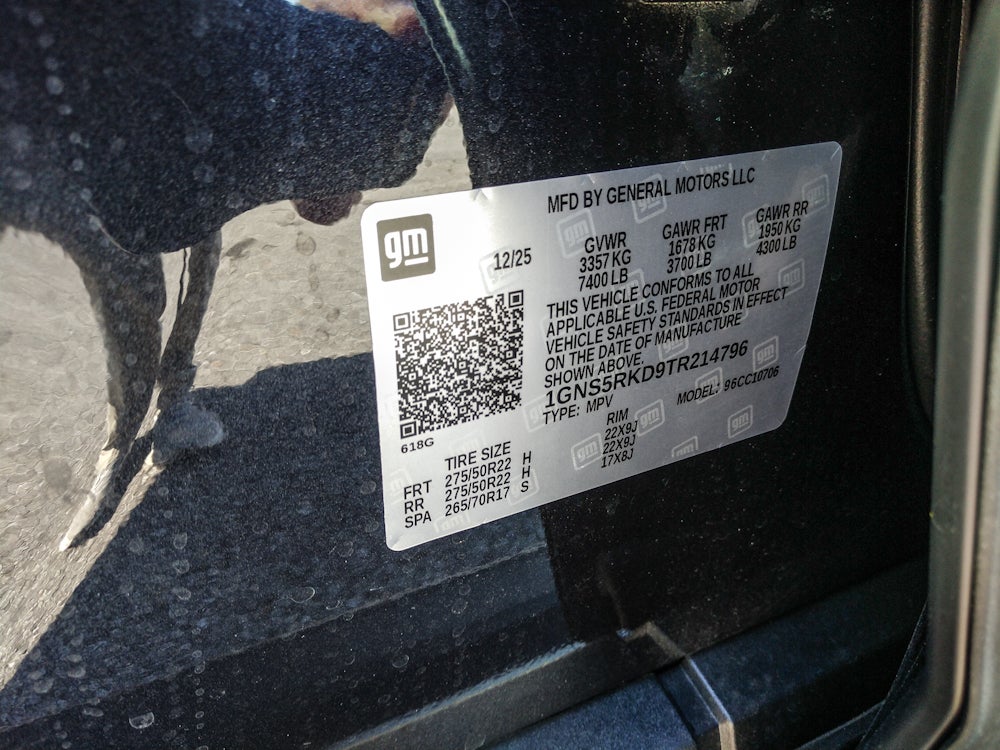 MFD BY GENERAL MOTORS LLC
gm
12/25
GVWR
3357 KG
7400 LB
GAWR FRT
1678 KG
3700 LB
GAWR RR
1950 KG
4300 LB
THIS VEHICLE CONFORMS TO ALL
APPLICABLE U.S. FEDERAL MOTOR
VEHICLE SAFETY STANDARDS IN EFFECT
ON THE DATE OF MANUFACTURE
SHOWN ABOVE.
1GNS5RKD9TR214796
TYPE: MPV
MODEL: 96CC10706
618G
TIRE SIZE
RIM
FRT 275/50R22 H 22X9J
RR 275/50R22 H 22X9J
SPA 265/70R17 S 17X8J